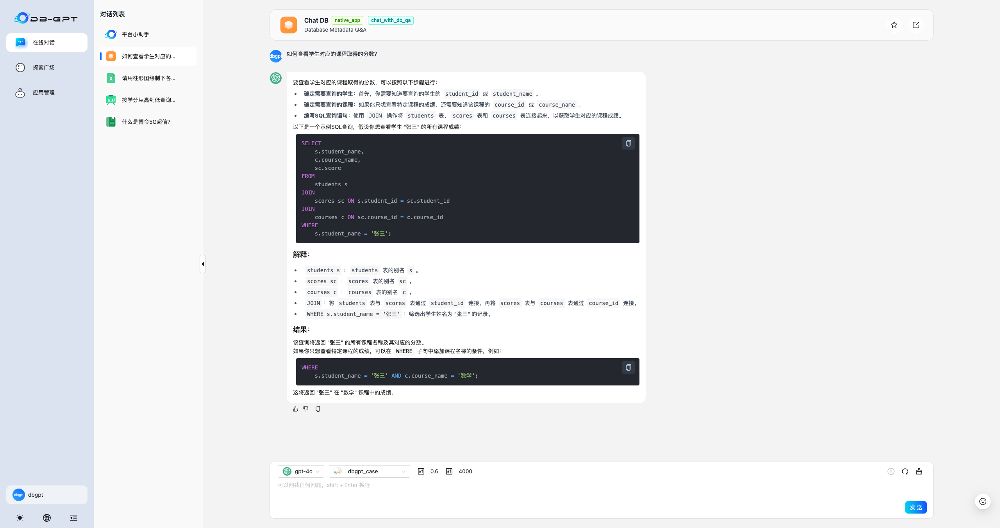 DB-GPT
在线对话
探索广场
应用管理
dbgpt
dbgpt
对话列表
平台小助手
如何查看学生对应的...
X
请用柱形图绘制下各...
按学分从高到低查询...
什么是博今5G超信?
Chat DB native_app chat_with_db_qa
Database Metadata Q&A
dbgpt
如何查看学生对应的课程取得的分数?
要查看学生对应的课程取得的分数，可以按照以下步骤进行：
• 确定需要查询的学生：首先，你需要知道要查询的学生的 student_id 或 student_name 。
• 确定需要查询的课程：如果你只想查看特定课程的成绩，还需要知道该课程的 course_id 或 course_name 。
• 编写SQL查询语句：使用 JOIN 操作将 students 表、 scores 表和 courses 表连接起来，以获取学生对应的课程成绩。
以下是一个示例SQL查询，假设你想查看学生 "张三" 的所有课程成绩：
SELECT
    s.student_name,
    c.course_name,
    sc.score
FROM
    students s
JOIN
    scores sc ON s.student_id = sc.student_id
JOIN
    courses c ON sc.course_id = c.course_id
WHERE
    s.student_name = '张三';
解释：
• students s ： students 表的别名 s 。
• scores sc ： scores 表的别名 sc 。
• courses c ： courses 表的别名 c 。
• JOIN ：将 students 表与 scores 表通过 student_id 连接，再将 scores 表与 courses 表通过 course_id 连接。
• WHERE s.student_name = '张三' ：筛选出学生姓名为 "张三" 的记录。
结果：
该查询将返回 "张三" 的所有课程名称及其对应的分数。
如果你只想查看特定课程的成绩，可以在 WHERE 子句中添加课程名称的条件，例如：
WHERE
    s.student_name = '张三' AND c.course_name = '数学';
这将返回 "张三" 在 "数学" 课程中的成绩。
gpt-4o MySQL dbgpt_case 0.6 4000
可以问我任何问题，shift + Enter 换行
发 送